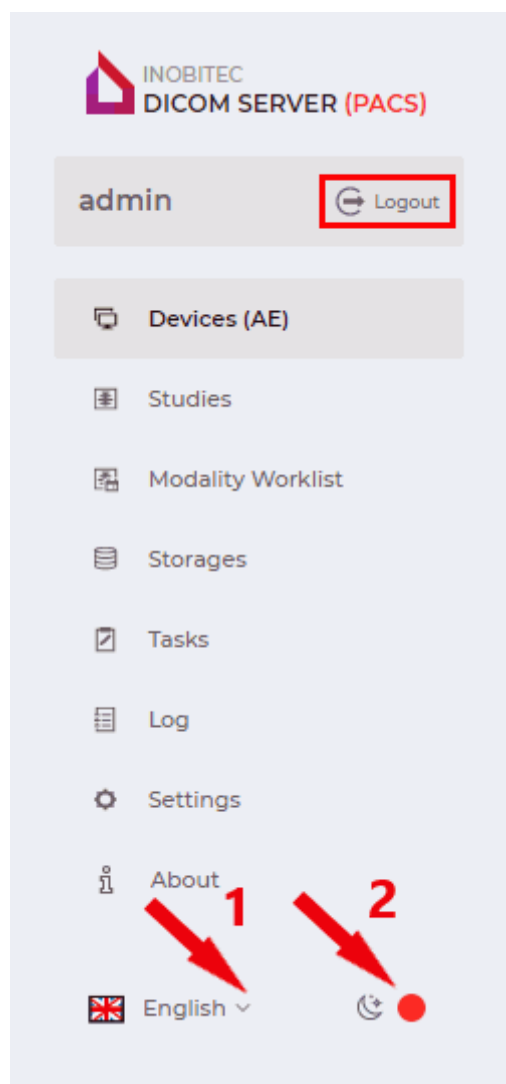 INOBITEC
DICOM SERVER (PACS)
admin
Logout
Devices (AE)
Studies
Modality Worklist
Storages
Tasks
Log
Settings
About
1
2
English